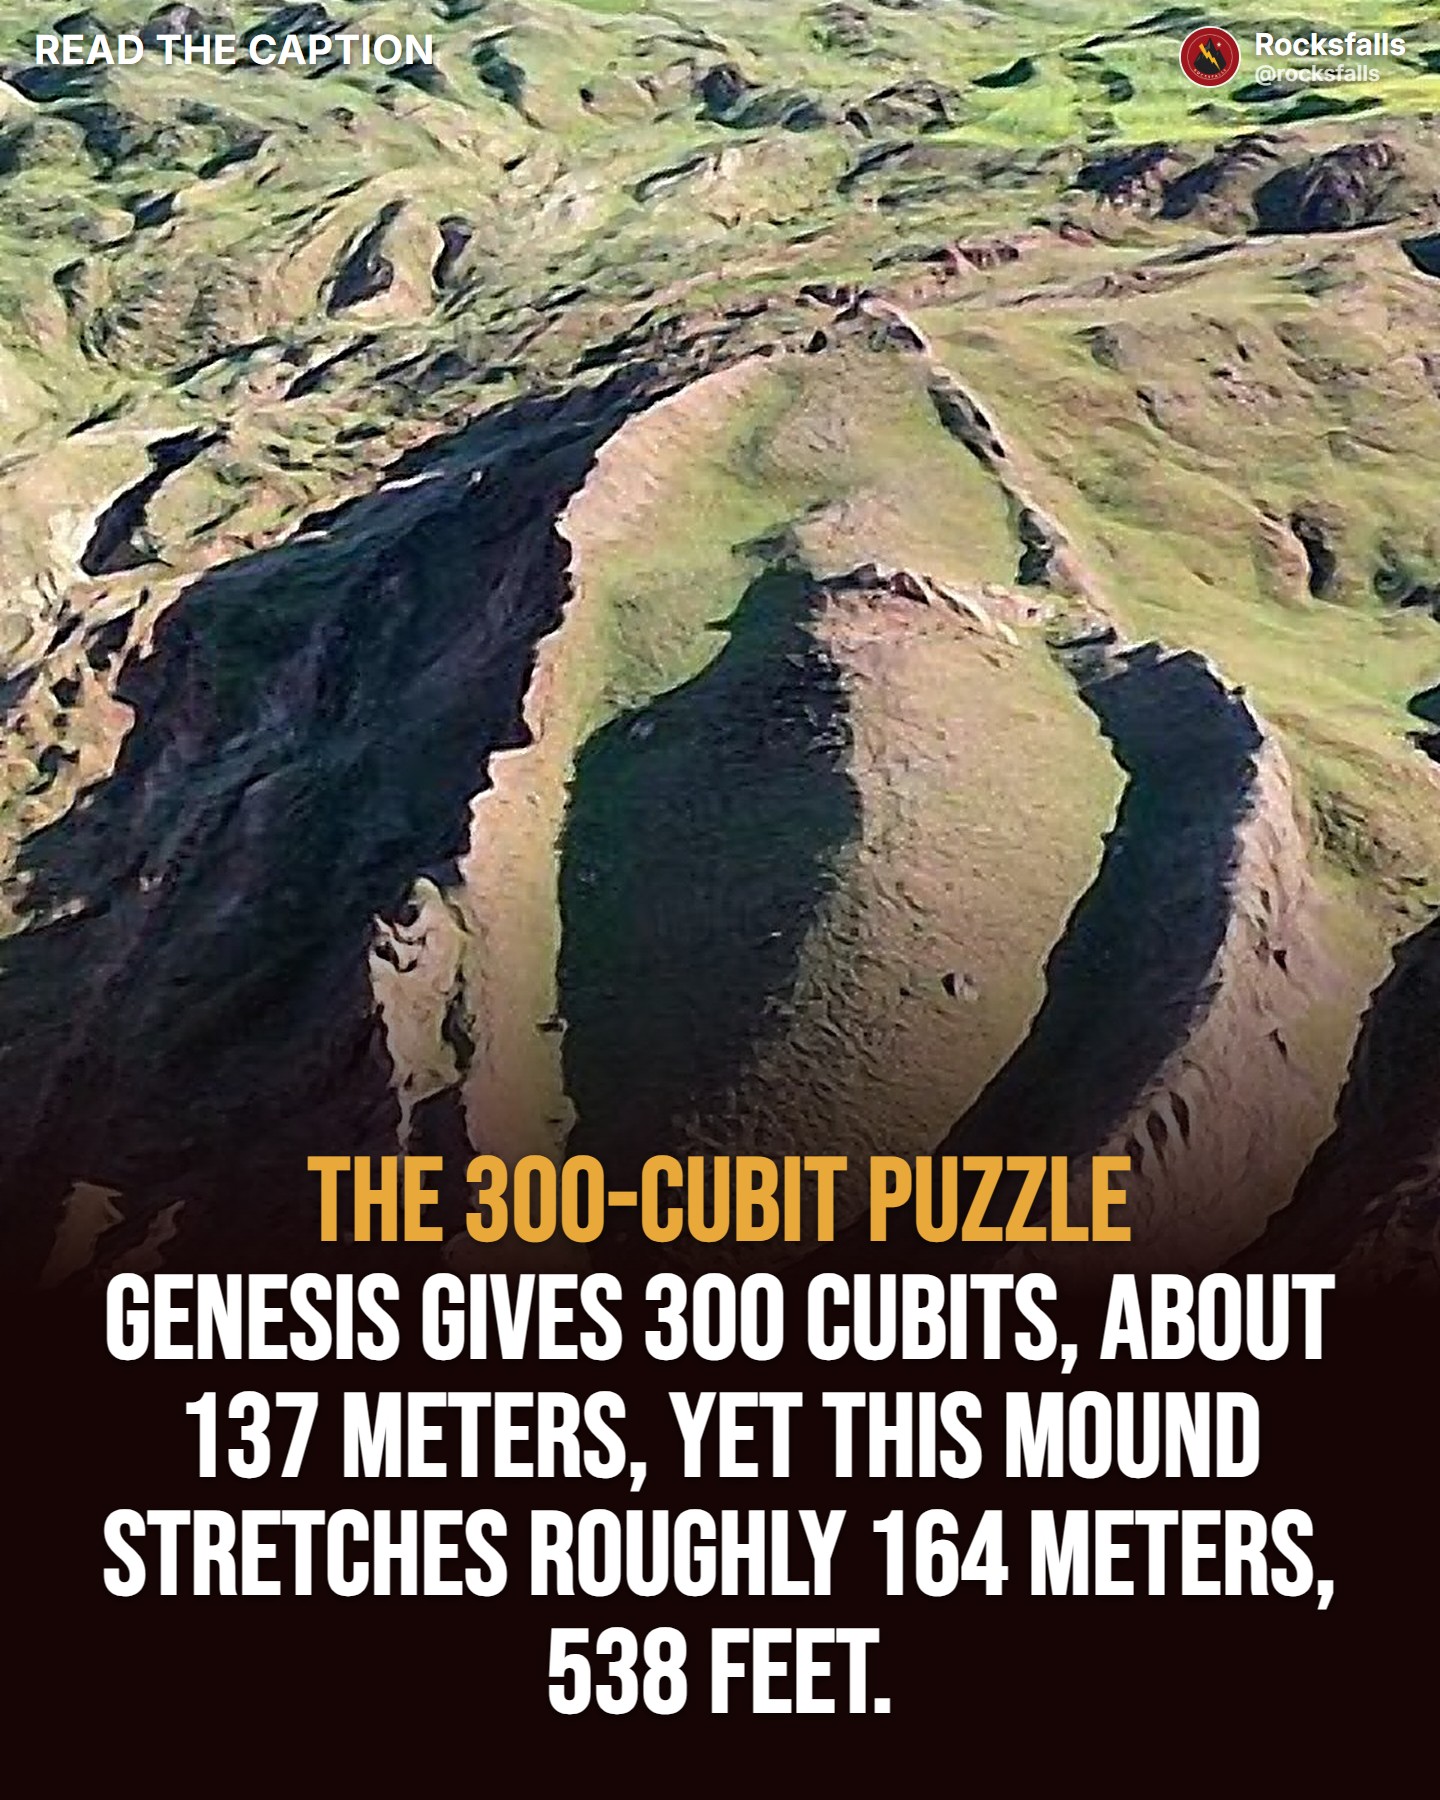 READ THE CAPTION
Rocksfalls
@rocksfalls
THE 300-CUBIT PUZZLE
GENESIS GIVES 300 CUBITS, ABOUT
137 METERS, YET THIS MOUND
STRETCHES ROUGHLY 164 METERS,
538 FEET.